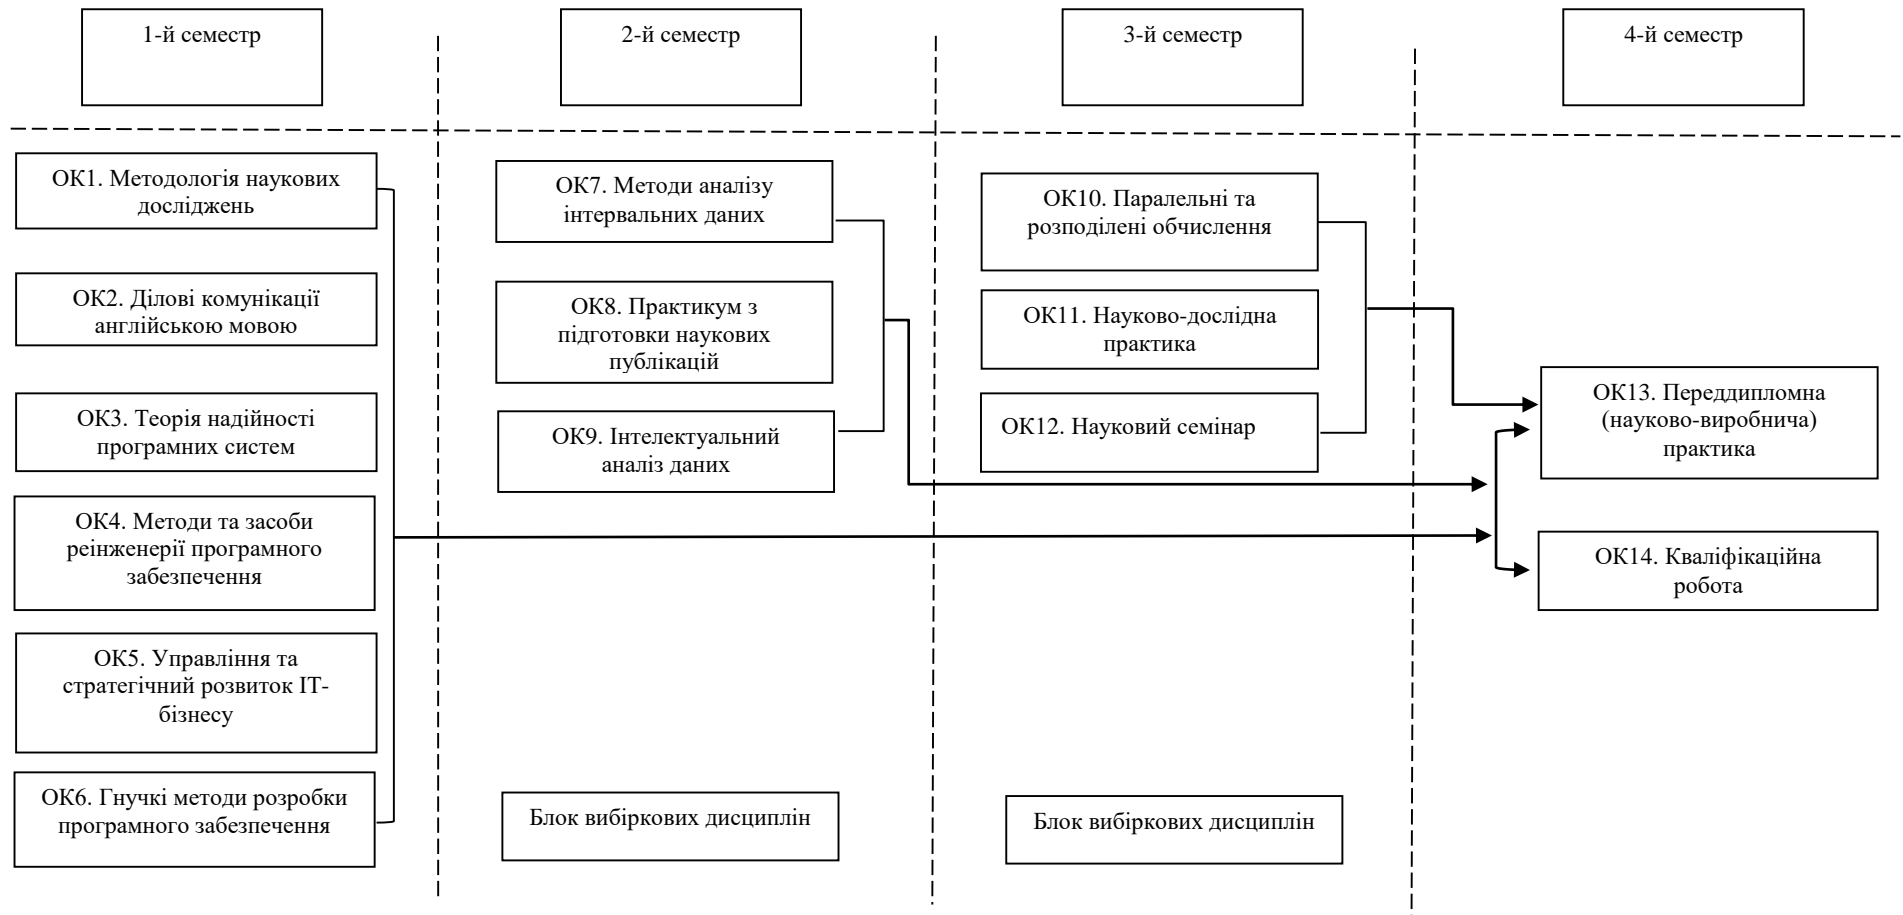 1-й семестр
2-й семестр
3-й семестр
4-й семестр
ОК1. Методологія наукових
досліджень
ОК2. Ділові комунікації
англійською мовою
ОК3. Теорія надійності
програмних систем
ОК4. Методи та засоби
реінженерії програмного
забезпечення
ОК5. Управління та
стратегічний розвиток ІТ-
бізнесу
ОК6. Гнучкі методи розробки
програмного забезпечення
ОК7. Методи аналізу
інтервальних даних
ОК8. Практикум з
підготовки наукових
публікацій
ОК9. Інтелектуальний
аналіз даних
Блок вибіркових дисциплін
ОК10. Паралельні та
розподілені обчислення
ОК11. Науково-дослідна
практика
ОК12. Науковий семінар
Блок вибіркових дисциплін
ОК13. Переддипломна
(науково-виробнича)
практика
ОК14. Кваліфікаційна
робота